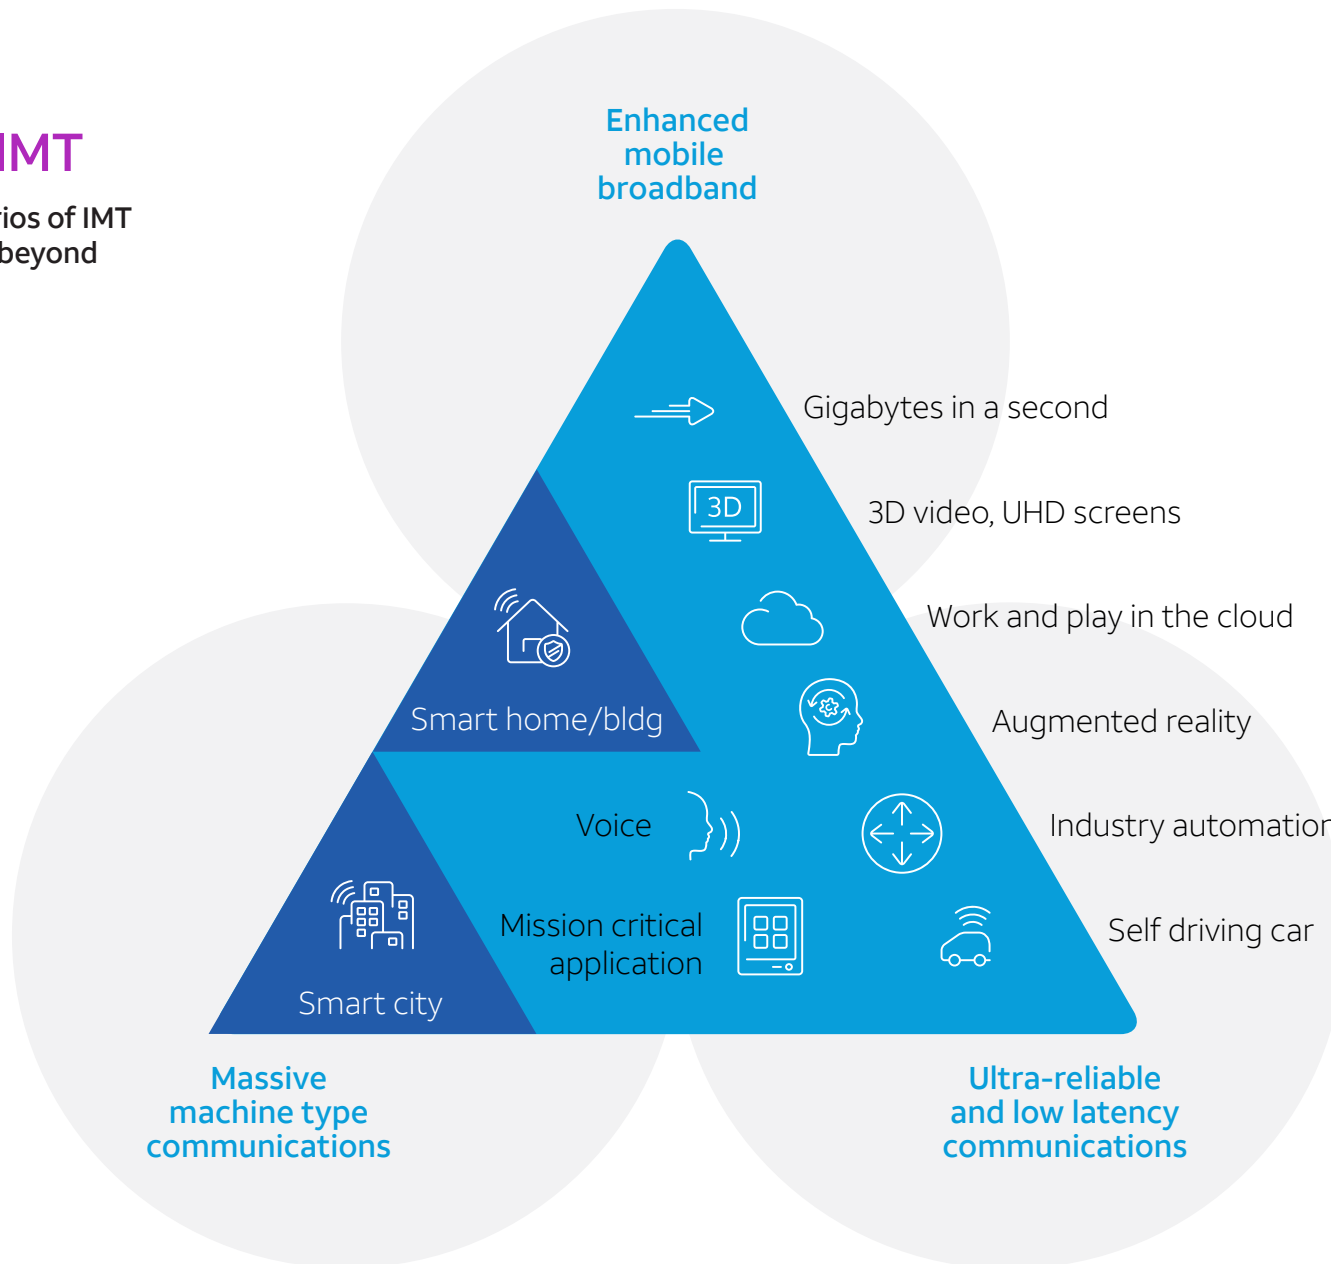 IMT
rios of IMT
beyond
Enhanced
mobile
broadband
Gigabytes in a second
3D
3D video, UHD screens
Work and play in the cloud
Smart home/bldg
Augmented reality
Voice
Industry automation
Mission critical
application
Self driving car
Smart city
Massive
machine type
communications
Ultra-reliable
and low latency
communications